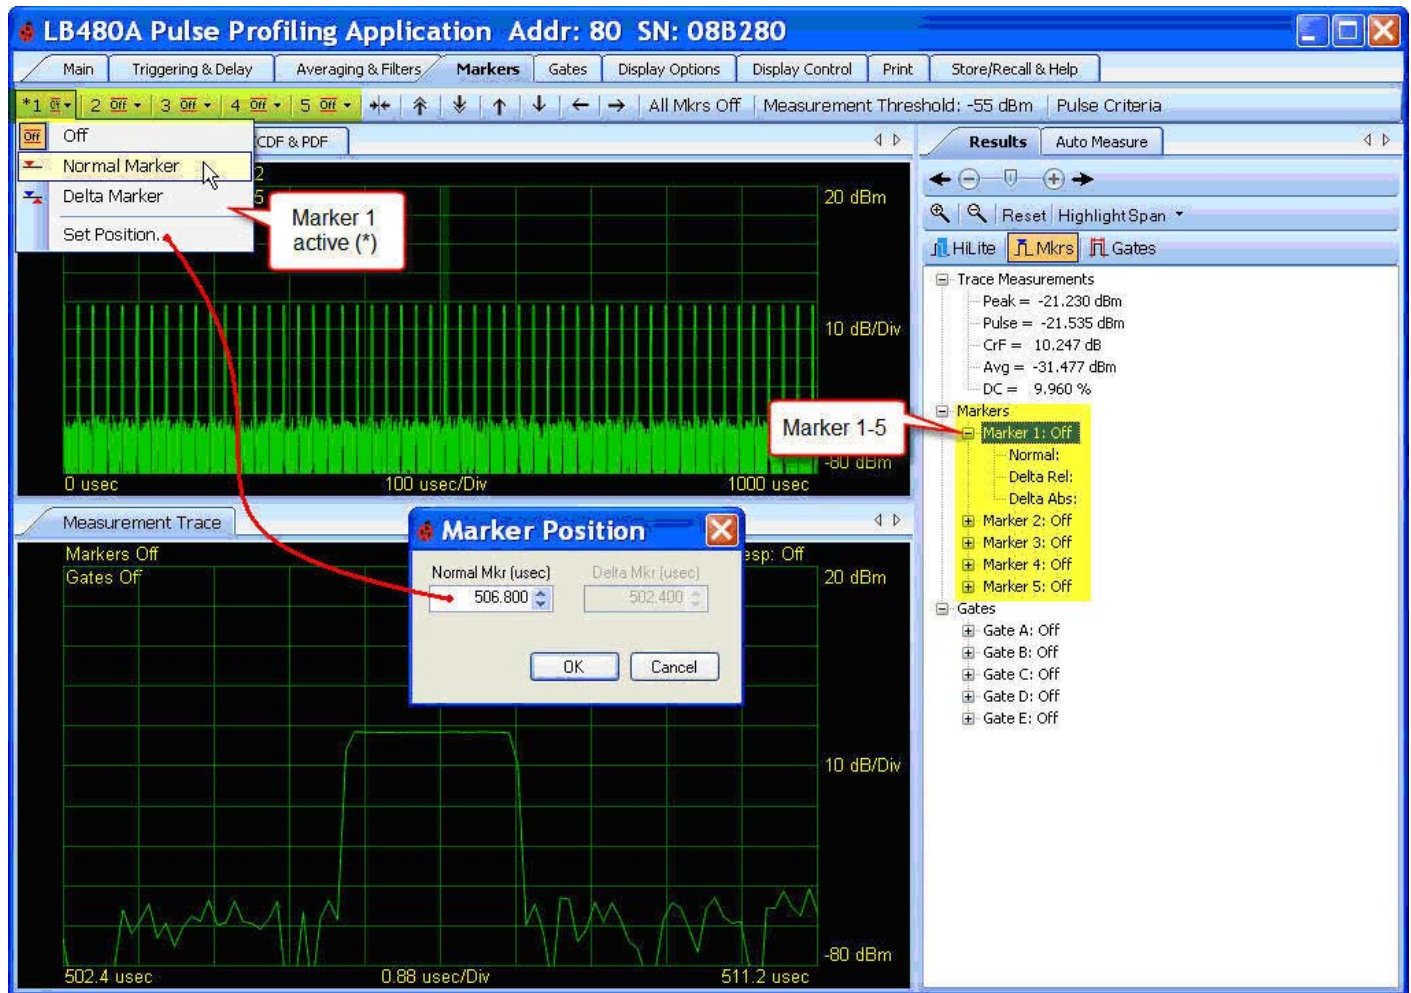 LB480A Pulse Profiling Application Addr: 80 SN: 08B280
Main Triggering & Delay Averaging & Filters Markers Gates Display Options Display Control Print Store/Recall & Help
*1 Off 2 Off 3 Off 4 Off 5 Off All Mkrs Off Measurement Threshold: -55 dBm Pulse Criteria
Off Off
Normal Marker
Delta Marker
Set Position...
CDF & PDF
2
5
Marker 1
active (*)
20 dBm
10 dB/Div
-80 dBm
0 usec 100 usec/Div 1000 usec
Measurement Trace
Markers Off
Gates Off
esp: Off
20 dBm
10 dB/Div
-80 dBm
502.4 usec 0.88 usec/Div 511.2 usec
Marker Position
Normal Mkr (usec) Delta Mkr (usec)
506.800 502.400
OK Cancel
Results Auto Measure
Reset HighlightSpan
HiLite Mkrs Gates
Trace Measurements
Peak = -21.230 dBm
Pulse = -21.535 dBm
CrF = 10.247 dB
Avg = -31.477 dBm
DC = 9.960 %
Marker 1-5
Markers
Marker 1: Off
Normal:
Delta Rel:
Delta Abs:
Marker 2: Off
Marker 3: Off
Marker 4: Off
Marker 5: Off
Gates
Gate A: Off
Gate B: Off
Gate C: Off
Gate D: Off
Gate E: Off